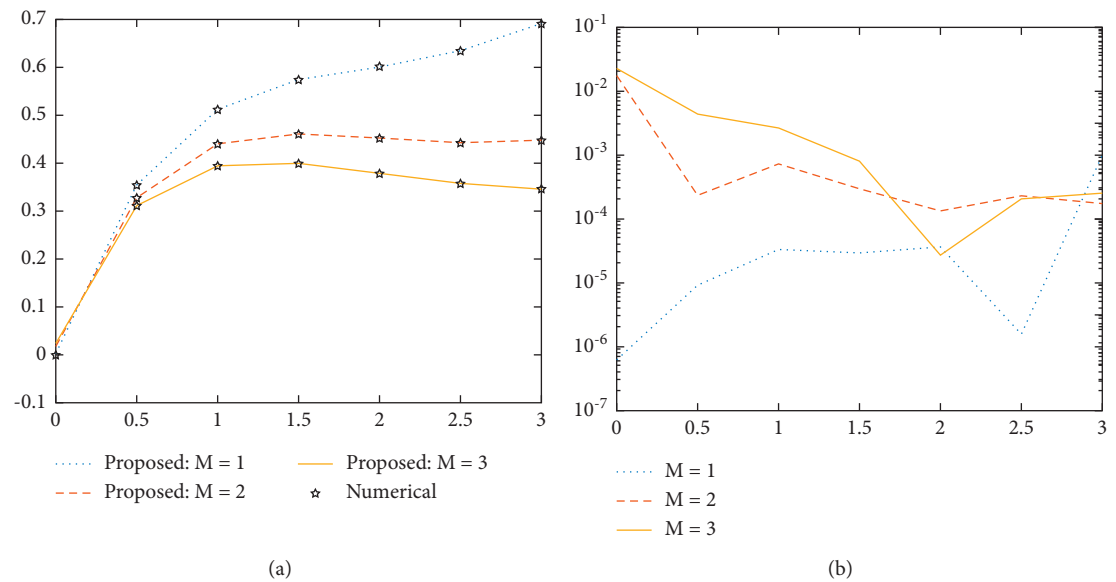 0.7
0.6
0.5
0.4
0.3
0.2
0.1
0
-0.1
0 0.5 1 1.5 2 2.5 3
Proposed: M = 1
Proposed: M = 2
Proposed: M = 3
Numerical
(a)
10-1
10-2
10-3
10-4
10-5
10-6
10-7
0 0.5 1 1.5 2 2.5 3
M = 1
M = 2
M = 3
(b)